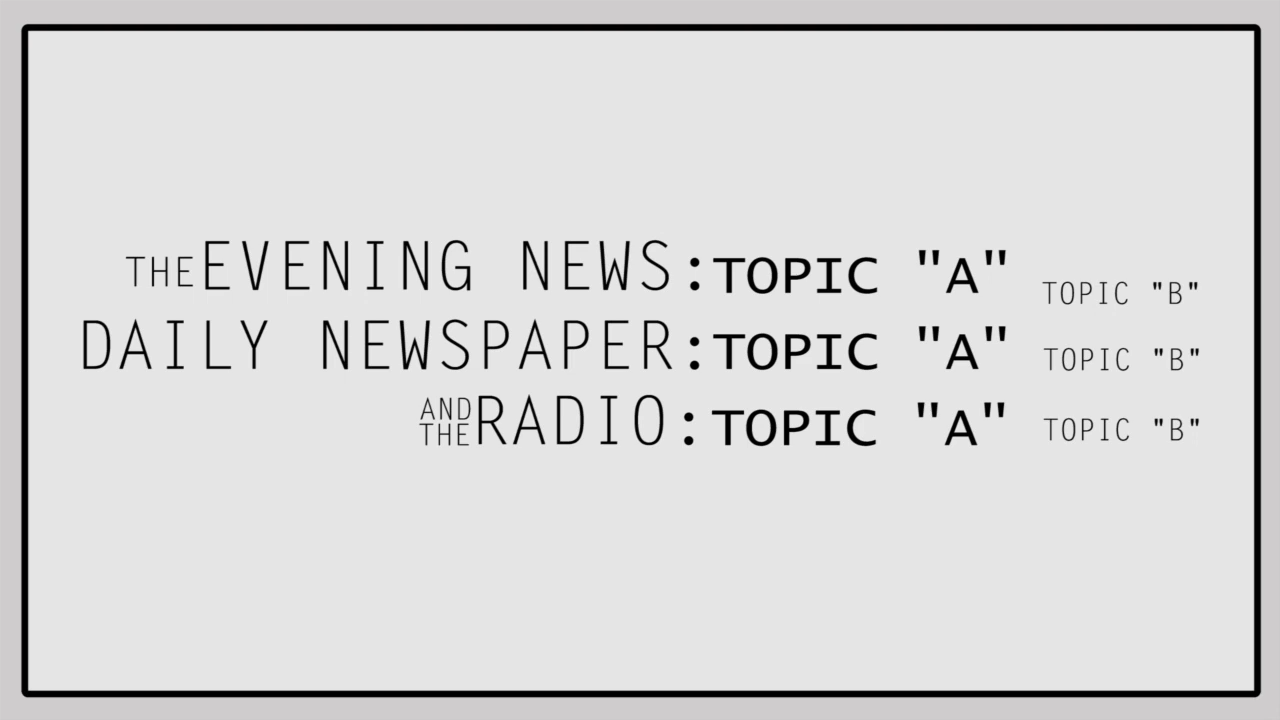 THE EVENING NEWS: TOPIC "A" TOPIC "B"
DAILY NEWSPAPER: TOPIC "A" TOPIC "B"
AND THE RADIO: TOPIC "A" TOPIC "B"